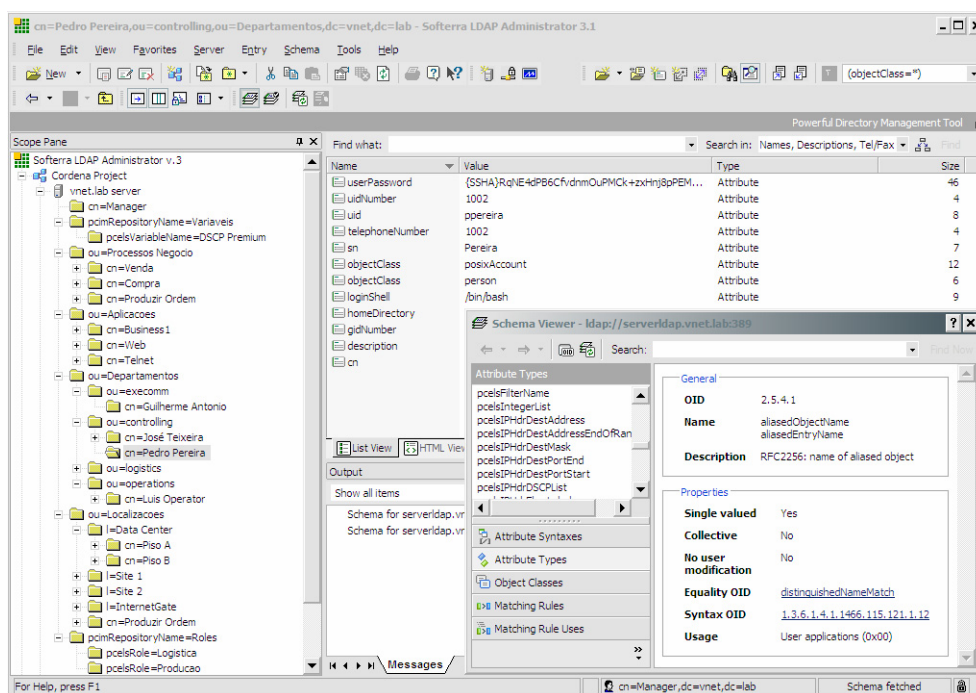 cn=Pedro Pereira,ou=controlling,ou=Departamentos,dc=vnet,dc=lab - Softerra LDAP Administrator 3.1
File Edit View Favorites Server Entry Schema Tools Help
New
(objectClass=*)
Powerful Directory Management Tool
Scope Pane
Softerra LDAP Administrator v.3
Cordena Project
vnet.lab server
cn=Manager
pcimRepositoryName=Variaveis
pcelsVariableName=DSCP Premium
ou=Processos Negocio
cn=Venda
cn=Compra
cn=Produzir Ordem
ou=Aplicacoes
cn=Business1
cn=Web
cn=Telnet
ou=Departamentos
ou=execomm
cn=Guilherme Antonio
ou=controlling
cn=José Teixeira
cn=Pedro Pereira
ou=logistics
ou=operations
cn=Luis Operator
ou=Localizacoes
l=Data Center
cn=Piso A
cn=Piso B
l=Site 1
l=Site 2
l=InternetGate
cn=Produzir Ordem
pcimRepositoryName=Roles
pcelsRole=Logistica
pcelsRole=Producao
Find what: Search in: Names, Descriptions, Tel/Fax Find
Name Value Type Size
userPassword {SSHA}RqNE4dPB6CfvdnmOuPMCk+zxHnj8pPEM... Attribute 46
uidNumber 1002 Attribute 4
uid ppereira Attribute 8
telephoneNumber 1002 Attribute 4
sn Pereira Attribute 7
objectClass posixAccount Attribute 12
objectClass person Attribute 6
loginShell /bin/bash Attribute 9
homeDirectory
gidNumber
description
cn
List View HTML View
Output
Show all items
Schema for serverldap.vr
Schema for serverldap.vr
Messages
Schema Viewer - ldap://serverldap.vnet.lab:389
Search: Find Now
Attribute Types
pcelsFilterName
pcelsIntegerList
pcelsIPHdrDestAddress
pcelsIPHdrDestAddressEndOfRan
pcelsIPHdrDestMask
pcelsIPHdrDestPortEnd
pcelsIPHdrDestPortStart
pcelsIPHdrDSCPList
Attribute Syntaxes
Attribute Types
Object Classes
Matching Rules
Matching Rule Uses
General
OID 2.5.4.1
Name aliasedObjectName
aliasedEntryName
Description RFC2256: name of aliased object
Properties
Single valued Yes
Collective No
No user modification No
Equality OID distinguishedNameMatch
Syntax OID 1.3.6.1.4.1.1466.115.121.1.12
Usage User applications (0x00)
For Help, press F1 cn=Manager,dc=vnet,dc=lab Schema fetched